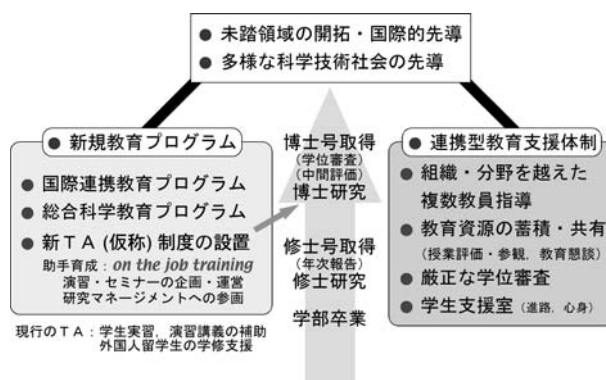 ● 未踏領域の開拓・国際的先導
● 多様な科学技術社会の先導
● 新規教育プログラム
● 国際連携教育プログラム
● 総合科学教育プログラム
● 新TA(仮称)制度の設置
助手育成:on the job training
演習・セミナーの企画・運営
研究マネージメントへの参画
現行のTA:学生実習,演習講義の補助
外国人留学生の学修支援
博士号取得
(学位審査)
(中間評価)
博士研究
修士号取得
(年次報告)
修士研究
学部卒業
● 連携型教育支援体制
● 組織・分野を越えた
複数教員指導
● 教育資源の蓄積・共有
(授業評価・参観,教育懇談)
● 厳正な学位審査
● 学生支援室(進路,心身)